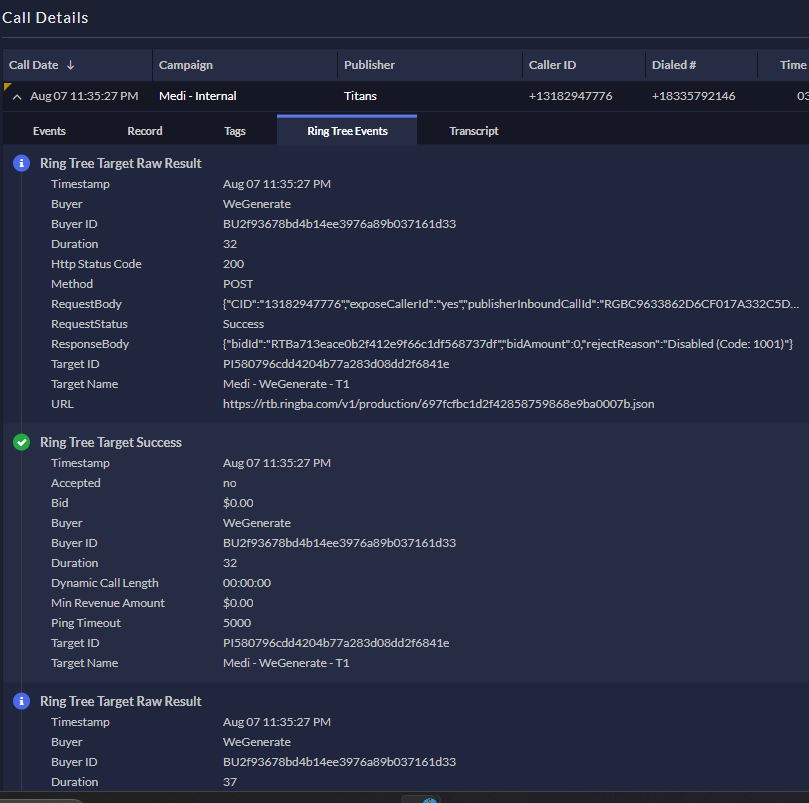 Call Details
Call Date ↓ Campaign Publisher Caller ID Dialed # Time
Aug 07 11:35:27 PM Medi - Internal Titans +13182947776 +18335792146 03
Events Record Tags Ring Tree Events Transcript
Ring Tree Target Raw Result
Timestamp Aug 07 11:35:27 PM
Buyer WeGenerate
Buyer ID BU2f93678bd4b14ee3976a89b037161d33
Duration 32
Http Status Code 200
Method POST
RequestBody {"CID":"13182947776","exposeCallerId":"yes","publisherInboundCallId":"RGBC9633862D6CF017A332C5D...
RequestStatus Success
ResponseBody {"bidId":"RTBa713eace0b2f412e9f66c1df568737df","bidAmount":0,"rejectReason":"Disabled (Code: 1001)"}
Target ID PI580796cdd4204b77a283d08dd2f6841e
Target Name Medi - WeGenerate - T1
URL https://rtb.ringba.com/v1/production/697fcfbc1d2f42858759868e9ba0007b.json
Ring Tree Target Success
Timestamp Aug 07 11:35:27 PM
Accepted no
Bid $0.00
Buyer WeGenerate
Buyer ID BU2f93678bd4b14ee3976a89b037161d33
Duration 32
Dynamic Call Length 00:00:00
Min Revenue Amount $0.00
Ping Timeout 5000
Target ID PI580796cdd4204b77a283d08dd2f6841e
Target Name Medi - WeGenerate - T1
Ring Tree Target Raw Result
Timestamp Aug 07 11:35:27 PM
Buyer WeGenerate
Buyer ID BU2f93678bd4b14ee3976a89b037161d33
Duration 37